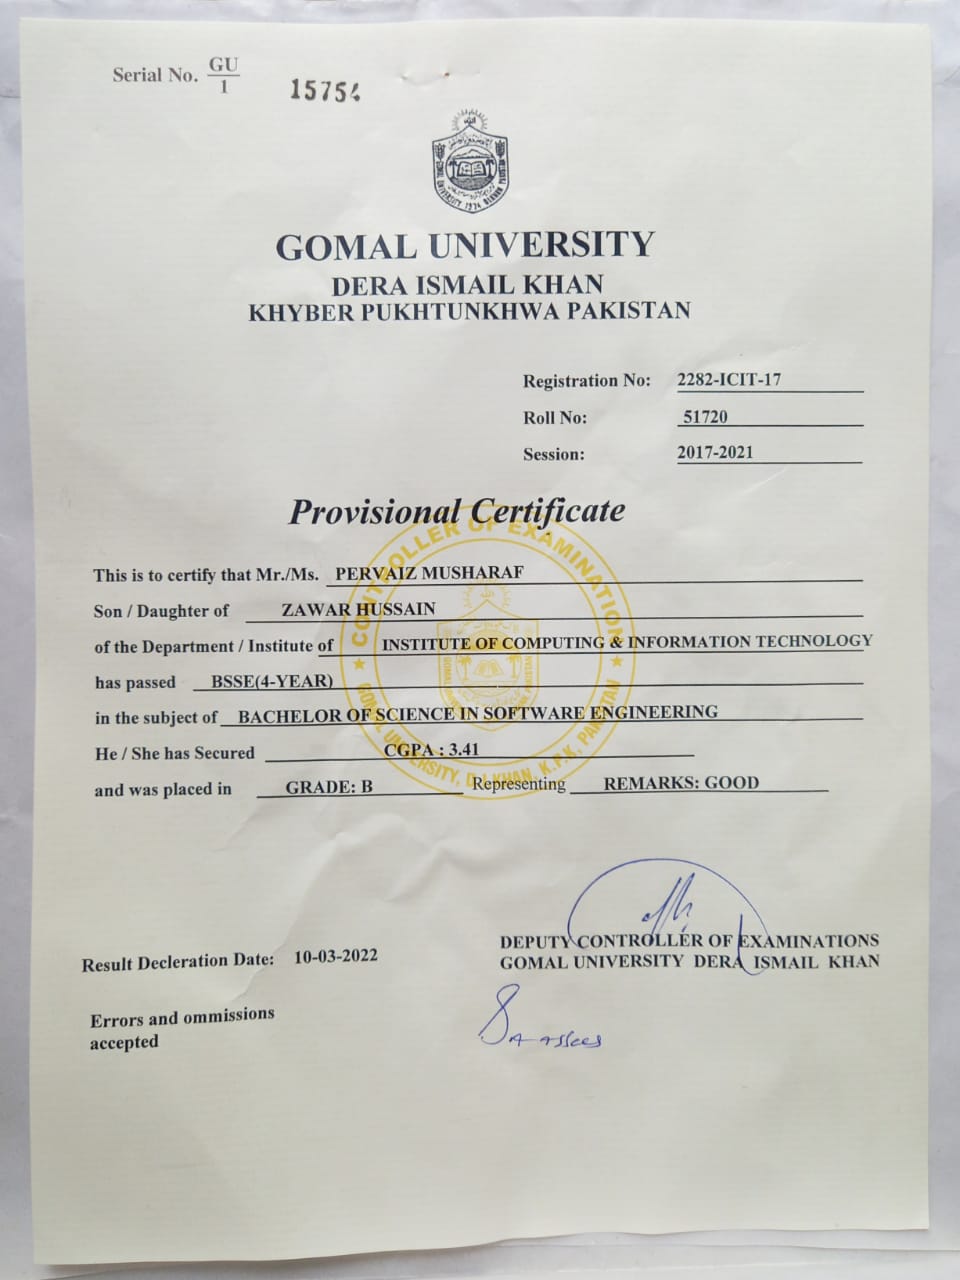 Serial No. GU
1
15754
GOMAL UNIVERSITY
DERA ISMAIL KHAN
KHYBER PUKHTUNKHWA PAKISTAN
Registration No: 2282-ICIT-17
Roll No: 51720
Session: 2017-2021
Provisional Certificate
CONTROLLER OF EXAMINATION
GOMAL UNIVERSITY, D.I.KHAN, K.P.K, PAKISTAN
This is to certify that Mr./Ms. PERVAIZ MUSHARAF
Son / Daughter of ZAWAR HUSSAIN
of the Department / Institute of INSTITUTE OF COMPUTING & INFORMATION TECHNOLOGY
has passed BSSE(4-YEAR)
in the subject of BACHELOR OF SCIENCE IN SOFTWARE ENGINEERING
He / She has Secured CGPA : 3.41
and was placed in GRADE: B Representing REMARKS: GOOD
DEPUTY CONTROLLER OF EXAMINATIONS
GOMAL UNIVERSITY DERA ISMAIL KHAN
Result Decleration Date: 10-03-2022
Errors and ommissions
accepted